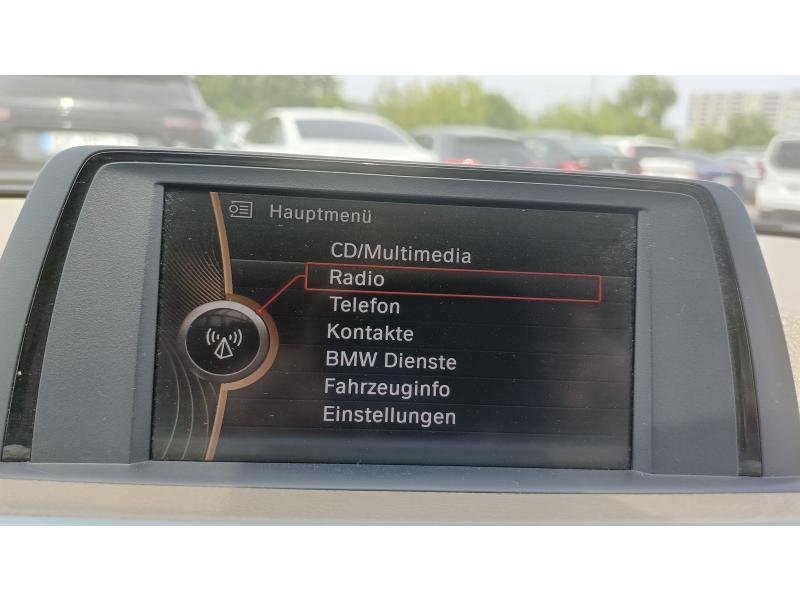 Hauptmenü
CD/Multimedia
Radio
Telefon
Kontakte
BMW Dienste
Fahrzeuginfo
Einstellungen